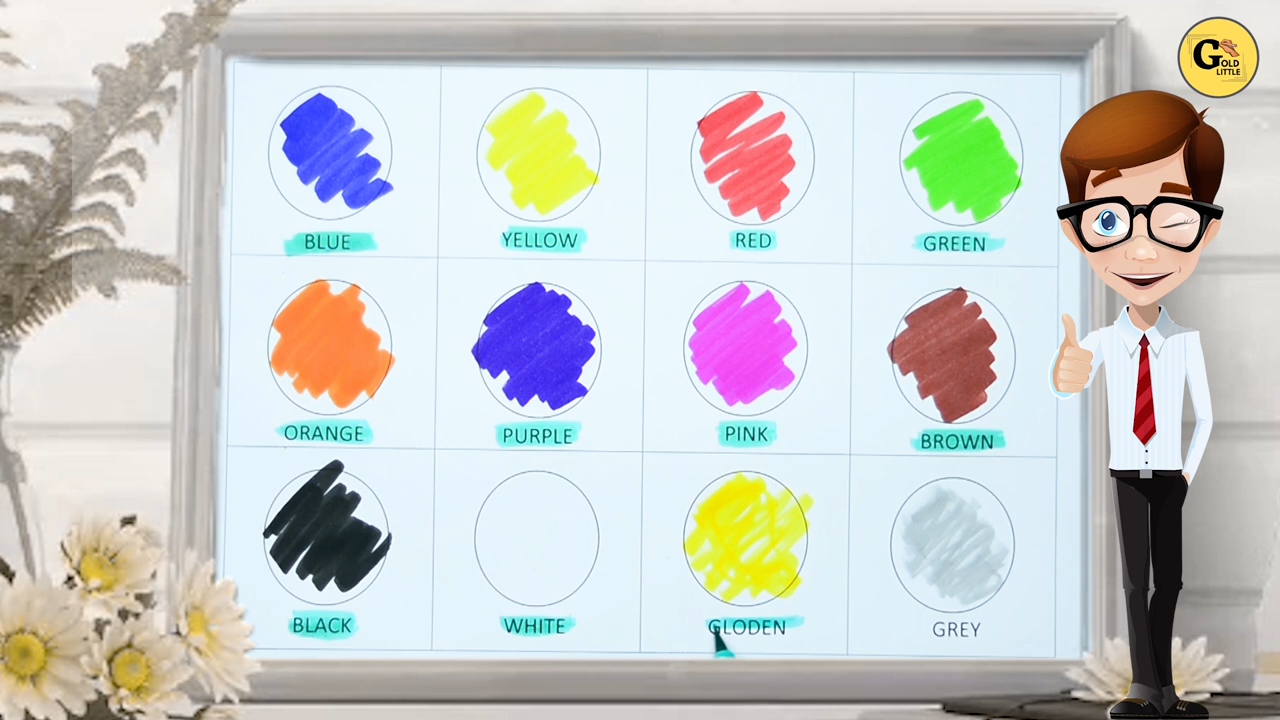 GOLD
LITTLE
BLUE
YELLOW
RED
GREEN
ORANGE
PURPLE
PINK
BROWN
BLACK
WHITE
GLODEN
GREY